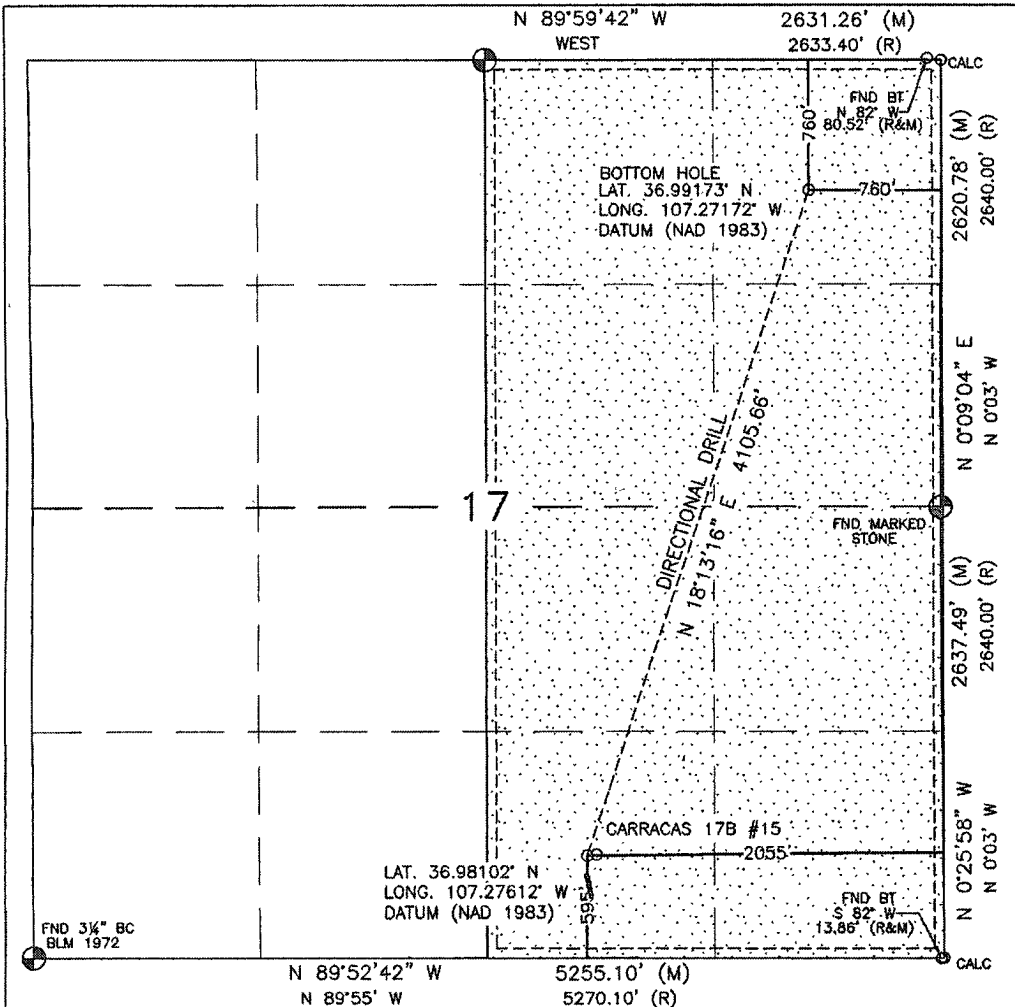 N 89°59'42" W 2631.26' (M)
WEST 2633.40' (R)
CALC
FND BT
N 82° W
80.52' (R&M)
760'
760'
BOTTOM HOLE
LAT. 36.99173° N
LONG. 107.27172° W
DATUM (NAD 1983)
2620.78' (M)
2640.00' (R)
N 0°09'04" E
N 0°03' W
DIRECTIONAL DRILL
N 18°13'16" E 4105.66'
17
FND MARKED
STONE
2637.49' (M)
2640.00' (R)
N 0°25'58" W
N 0°03' W
CARRACAS 17B #15
2055'
LAT. 36.98102° N
LONG. 107.27612° W
DATUM (NAD 1983)
595'
FND BT
S 82° W
13.86' (R&M)
CALC
FND 3¼" BC
BLM 1972
N 89°52'42" W 5255.10' (M)
N 89°55' W 5270.10' (R)